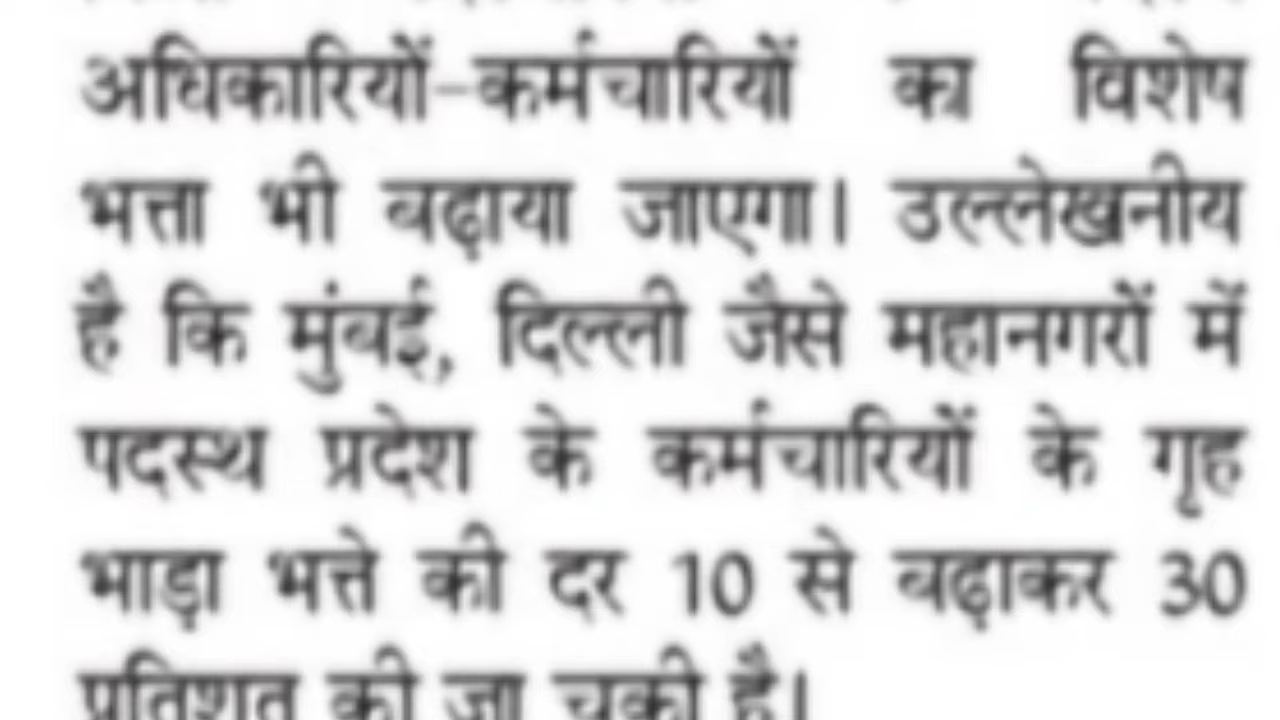 अधिकारियों-कर्मचारियों का विशेष
भत्ता भी बढ़ाया जाएगा। उल्लेखनीय
है कि मुंबई, दिल्ली जैसे महानगरों में
पदस्थ प्रदेश के कर्मचारियों के गृह
भाड़ा भत्ते की दर 10 से बढ़ाकर 30
प्रतिशत की जा चुकी है।